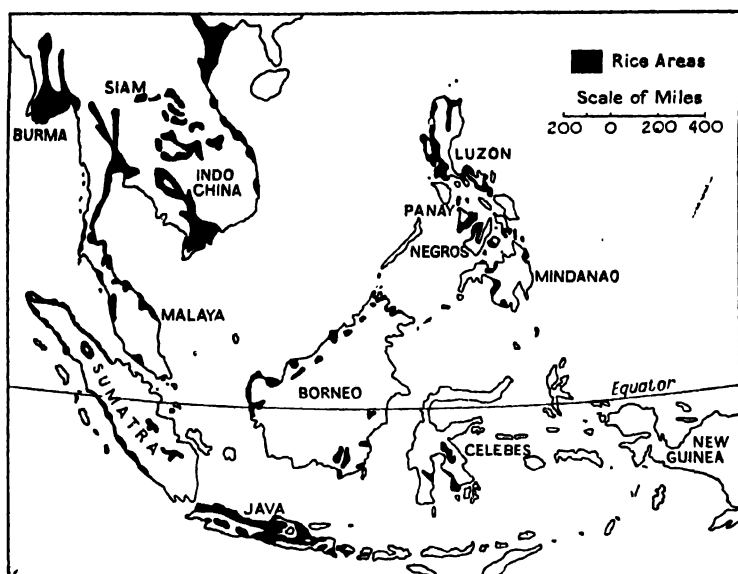 Rice Areas
Scale of Miles
200 0 200 400
SIAM
BURMA
INDO
CHINA
LUZON
PANAY
NEGROS
MINDANAO
MALAYA
SUMATRA
BORNEO
Equator
CELEBES
NEW
GUINEA
JAVA